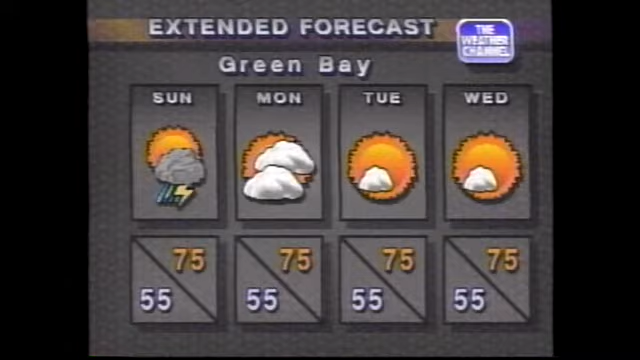 EXTENDED FORECAST
THE
WEATHER
CHANNEL
Green Bay
SUN MON TUE WED
75 75 75 75
55 55 55 55